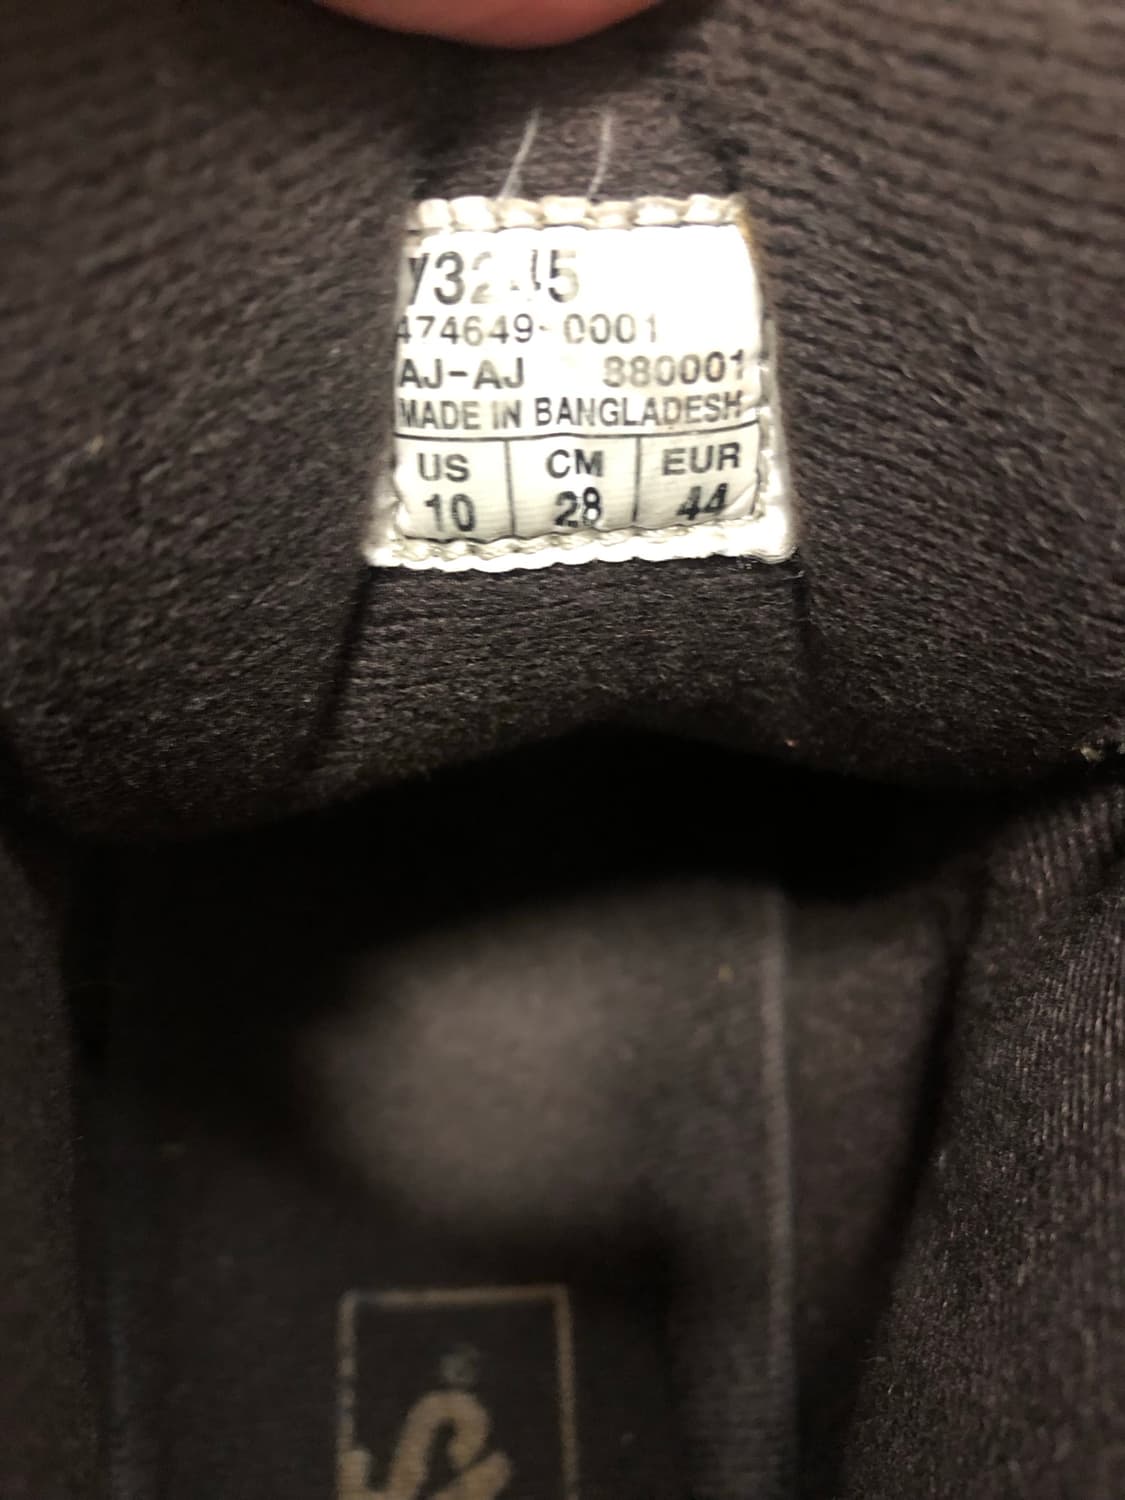 474649-0001
AJ-AJ 880001
MADE IN BANGLADESH
US CM EUR
10 28 44